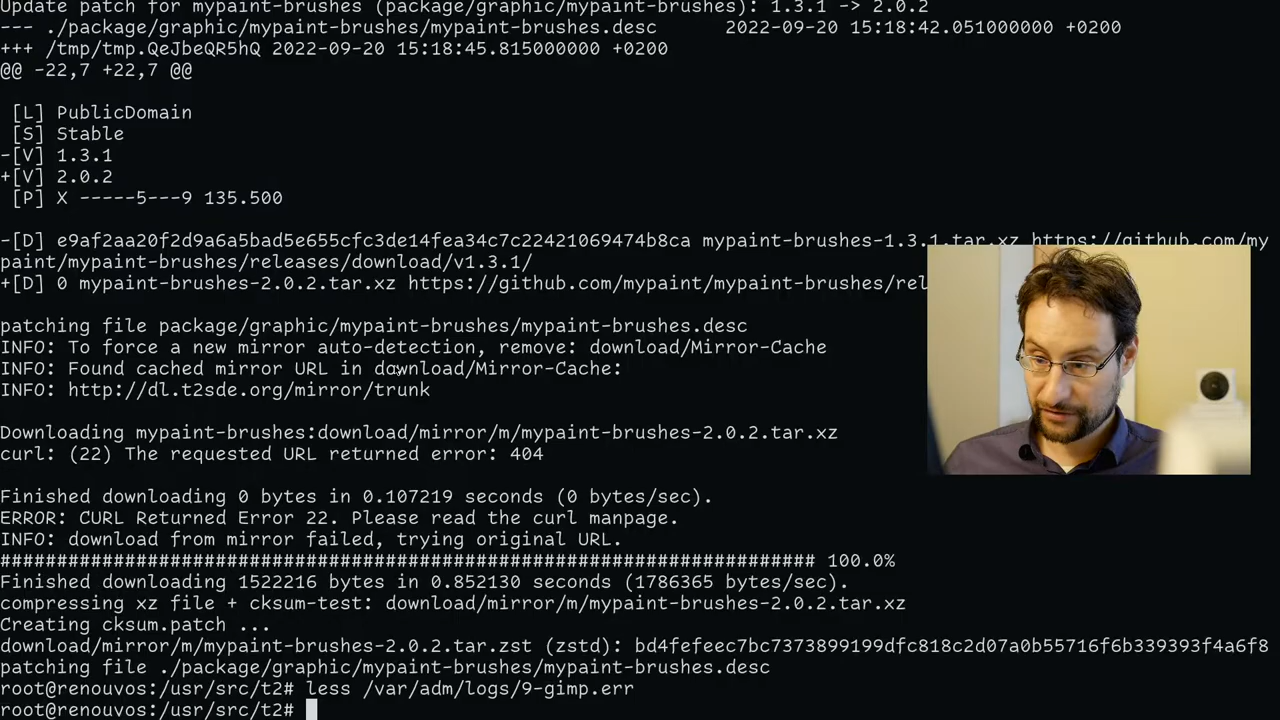 Update patch for mypaint-brushes (package/graphic/mypaint-brushes): 1.3.1 -> 2.0.2
--- ./package/graphic/mypaint-brushes/mypaint-brushes.desc 2022-09-20 15:18:42.051000000 +0200
+++ /tmp/tmp.QeJbeQR5hQ 2022-09-20 15:18:45.815000000 +0200
@@ -22,7 +22,7 @@
[L] PublicDomain
[S] Stable
-[V] 1.3.1
+[V] 2.0.2
[P] X -----5---9 135.500
-[D] e9af2aa20f2d9a6a5bad5e655cfc3de14fea34c7c22421069474b8ca mypaint-brushes-1.3.1.tar.xz https://github.com/my
paint/mypaint-brushes/releases/download/v1.3.1/
+[D] 0 mypaint-brushes-2.0.2.tar.xz https://github.com/mypaint/mypaint-brushes/rel
patching file package/graphic/mypaint-brushes/mypaint-brushes.desc
INFO: To force a new mirror auto-detection, remove: download/Mirror-Cache
INFO: Found cached mirror URL in download/Mirror-Cache:
INFO: http://dl.t2sde.org/mirror/trunk
Downloading mypaint-brushes:download/mirror/m/mypaint-brushes-2.0.2.tar.xz
curl: (22) The requested URL returned error: 404
Finished downloading 0 bytes in 0.107219 seconds (0 bytes/sec).
ERROR: CURL Returned Error 22. Please read the curl manpage.
INFO: download from mirror failed, trying original URL.
######################################################################## 100.0%
Finished downloading 1522216 bytes in 0.852130 seconds (1786365 bytes/sec).
compressing xz file + cksum-test: download/mirror/m/mypaint-brushes-2.0.2.tar.xz
Creating cksum.patch ...
download/mirror/m/mypaint-brushes-2.0.2.tar.zst (zstd): bd4fefeec7bc7373899199dfc818c2d07a0b55716f6b339393f4a6f8
patching file ./package/graphic/mypaint-brushes/mypaint-brushes.desc
root@renouvos:/usr/src/t2# less /var/adm/logs/9-gimp.err
root@renouvos:/usr/src/t2#